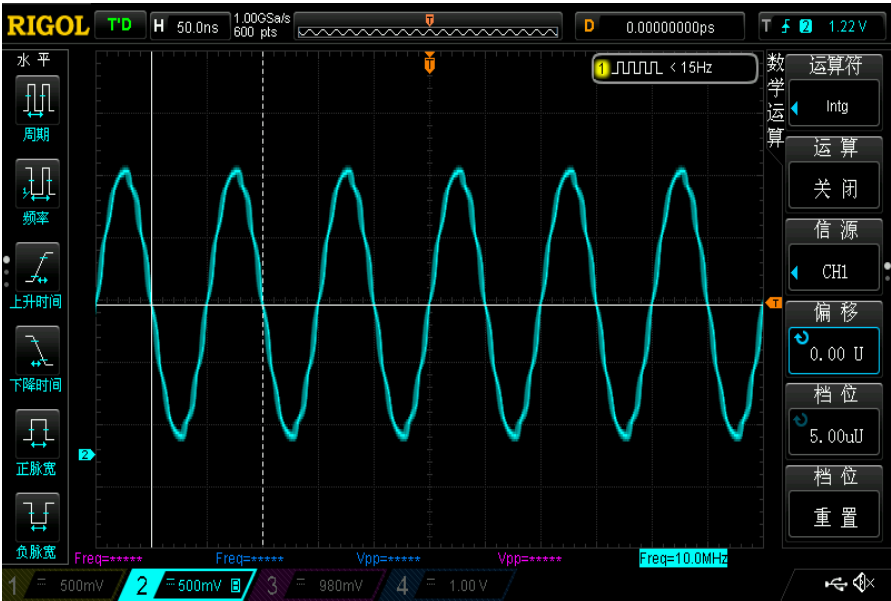 RIGOL T'D H 50.0ns 1.00GSa/s 600 pts D 0.00000000ps T 2 1.22 V
水 平
周期
频率
上升时间
下降时间
正脉宽
负脉宽
T
1 < 15Hz
T
2
数学运算
运算符
Intg
运 算
关 闭
信 源
CH1
偏 移
0.00 U
档 位
5.00uU
档 位
重 置
Freq=***** Freq=***** Vpp=***** Vpp=***** Freq=10.0MHz
1 500mV 2 500mV B 3 980mV 4 1.00 V